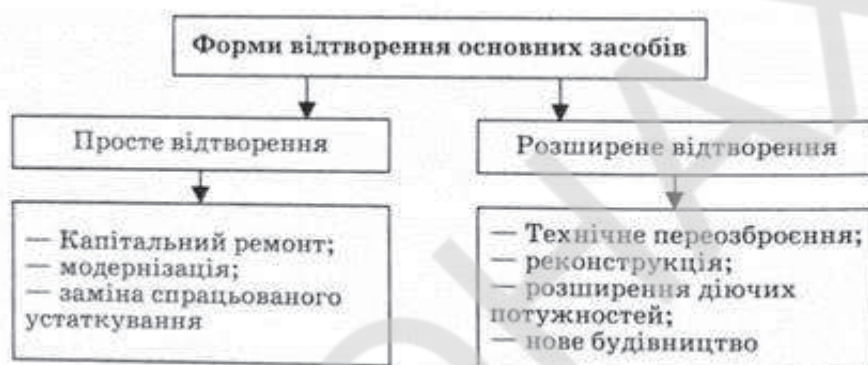 Форми відтворення основних засобів
Просте відтворення
Розширене відтворення
— Капітальний ремонт;
— модернізація;
— заміна спрацьованого
устаткування
— Технічне переозброєння;
— реконструкція;
— розширення діючих
потужностей;
— нове будівництво